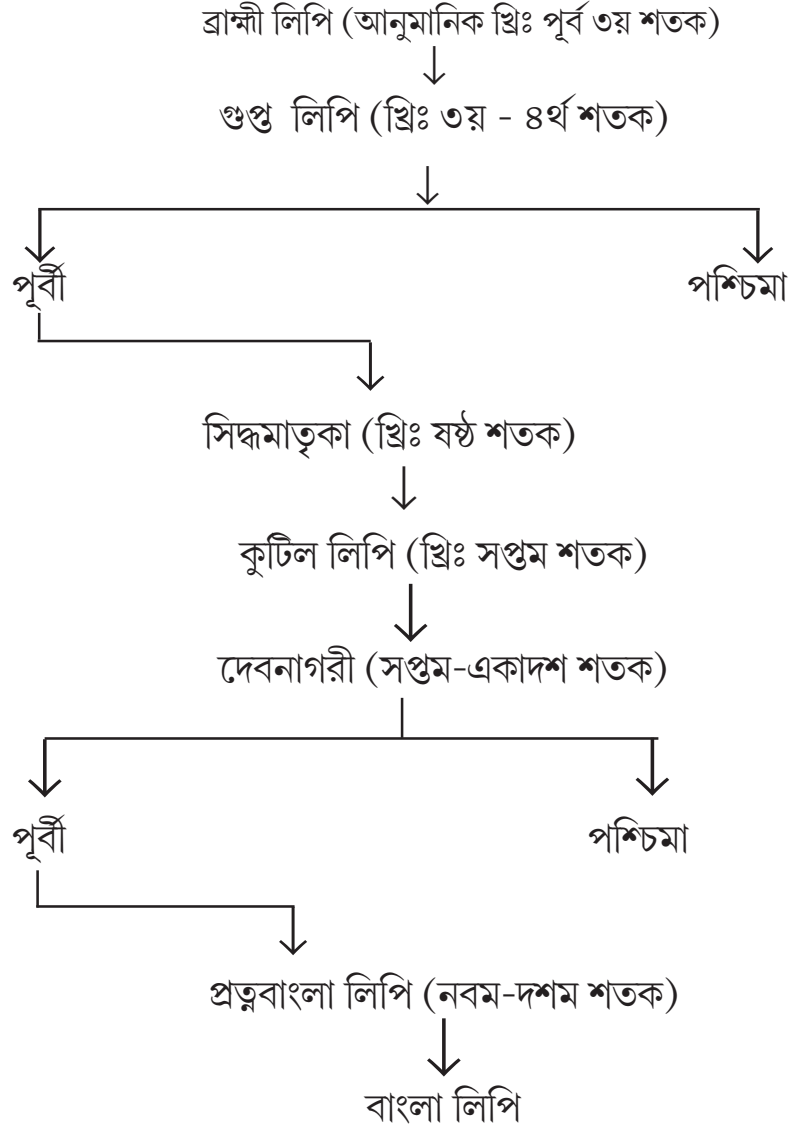 ব্রাহ্মী লিপি (আনুমানিক খ্রিঃ পূর্ব ৩য় শতক)
গুপ্ত লিপি (খ্রিঃ ৩য় - ৪র্থ শতক)
পূর্বী পশ্চিমা
সিদ্ধমাতৃকা (খ্রিঃ ষষ্ঠ শতক)
কুটিল লিপি (খ্রিঃ সপ্তম শতক)
দেবনাগরী (সপ্তম-একাদশ শতক)
পূর্বী পশ্চিমা
প্রত্নবাংলা লিপি (নবম-দশম শতক)
বাংলা লিপি